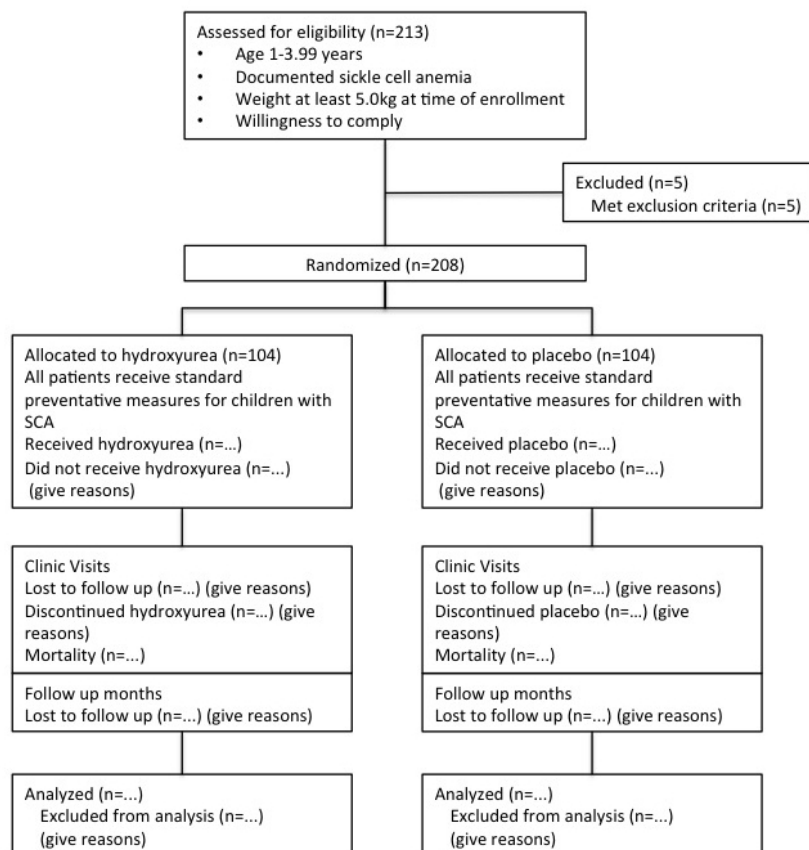 Assessed for eligibility (n=213)
• Age 1-3.99 years
• Documented sickle cell anemia
• Weight at least 5.0kg at time of enrollment
• Willingness to comply
Excluded (n=5)
Met exclusion criteria (n=5)
Randomized (n=208)
Allocated to hydroxyurea (n=104)
All patients receive standard
preventative measures for children with
SCA
Received hydroxyurea (n=…)
Did not receive hydroxyurea (n=...)
(give reasons)
Allocated to placebo (n=104)
All patients receive standard
preventative measures for children with
SCA
Received placebo (n=…)
Did not receive placebo (n=...)
(give reasons)
Clinic Visits
Lost to follow up (n=…) (give reasons)
Discontinued hydroxyurea (n=…) (give
reasons)
Mortality (n=...)
Clinic Visits
Lost to follow up (n=…) (give reasons)
Discontinued placebo (n=…) (give
reasons)
Mortality (n=...)
Follow up months
Lost to follow up (n=...) (give reasons)
Follow up months
Lost to follow up (n=...) (give reasons)
Analyzed (n=...)
Excluded from analysis (n=...)
(give reasons)
Analyzed (n=...)
Excluded from analysis (n=...)
(give reasons)